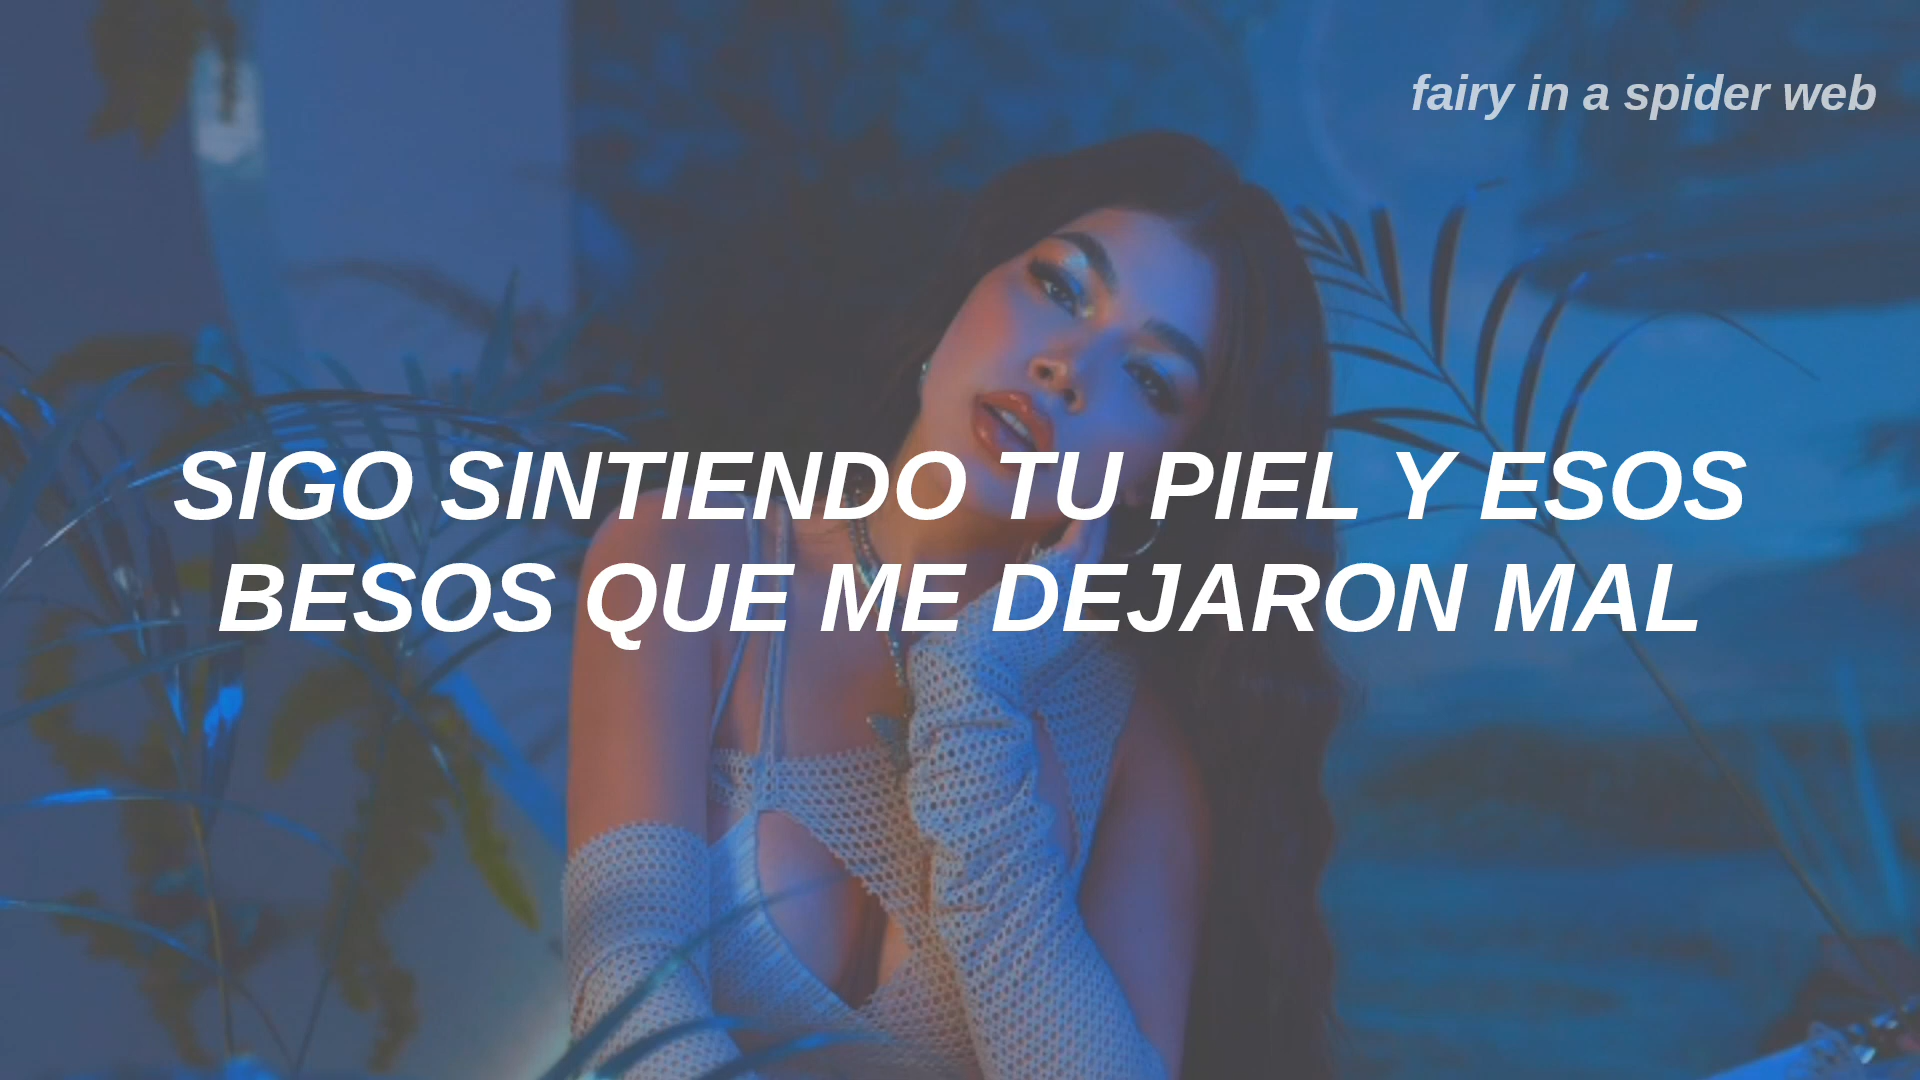 fairy in a spider web
SIGO SINTIENDO TU PIEL Y ESOS
BESOS QUE ME DEJARON MAL